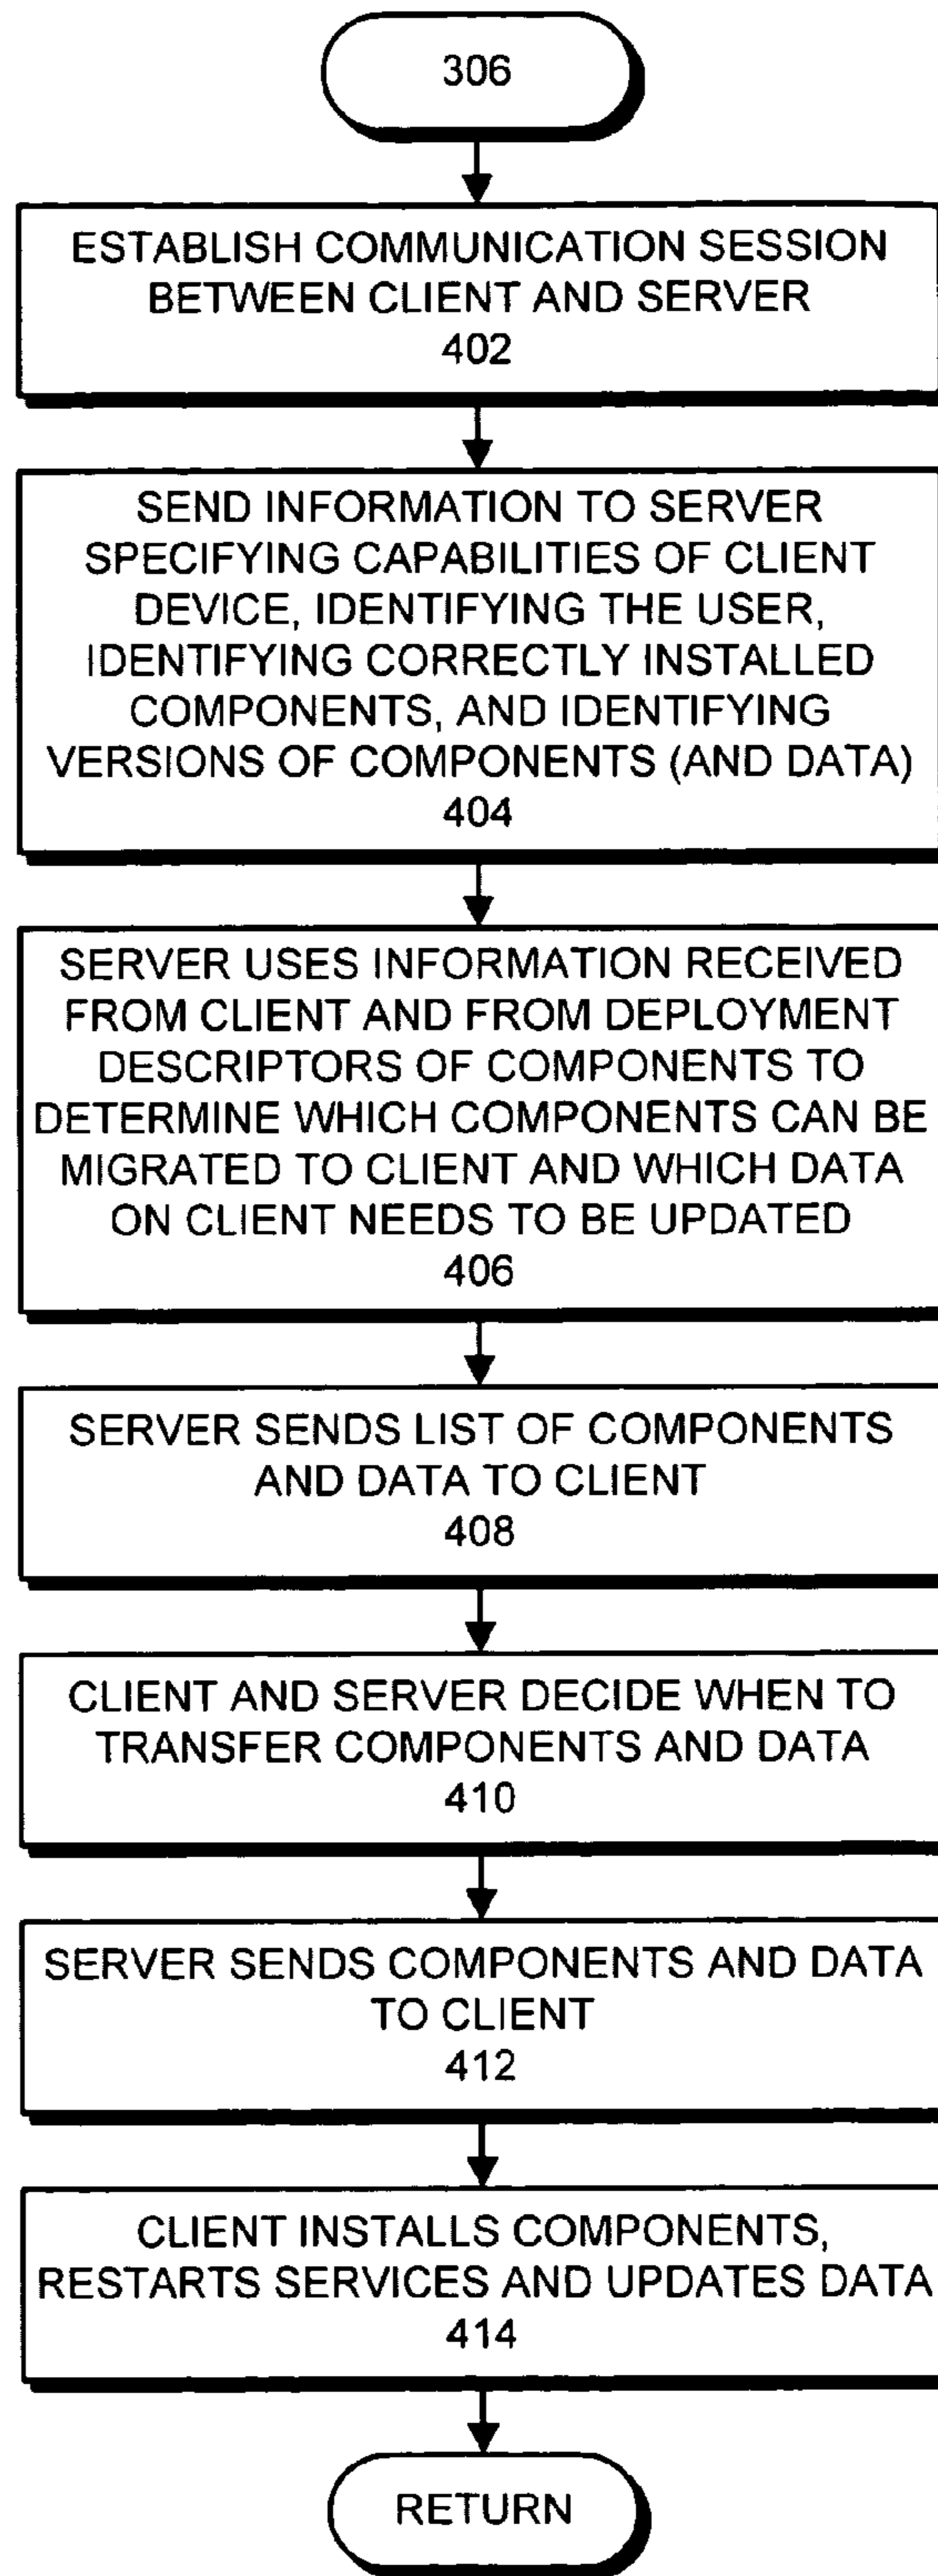 306
ESTABLISH COMMUNICATION SESSION
BETWEEN CLIENT AND SERVER
402
SEND INFORMATION TO SERVER
SPECIFYING CAPABILITIES OF CLIENT
DEVICE, IDENTIFYING THE USER,
IDENTIFYING CORRECTLY INSTALLED
COMPONENTS, AND IDENTIFYING
VERSIONS OF COMPONENTS (AND DATA)
404
SERVER USES INFORMATION RECEIVED
FROM CLIENT AND FROM DEPLOYMENT
DESCRIPTORS OF COMPONENTS TO
DETERMINE WHICH COMPONENTS CAN BE
MIGRATED TO CLIENT AND WHICH DATA
ON CLIENT NEEDS TO BE UPDATED
406
SERVER SENDS LIST OF COMPONENTS
AND DATA TO CLIENT
408
CLIENT AND SERVER DECIDE WHEN TO
TRANSFER COMPONENTS AND DATA
410
SERVER SENDS COMPONENTS AND DATA
TO CLIENT
412
CLIENT INSTALLS COMPONENTS,
RESTARTS SERVICES AND UPDATES DATA
414
RETURN